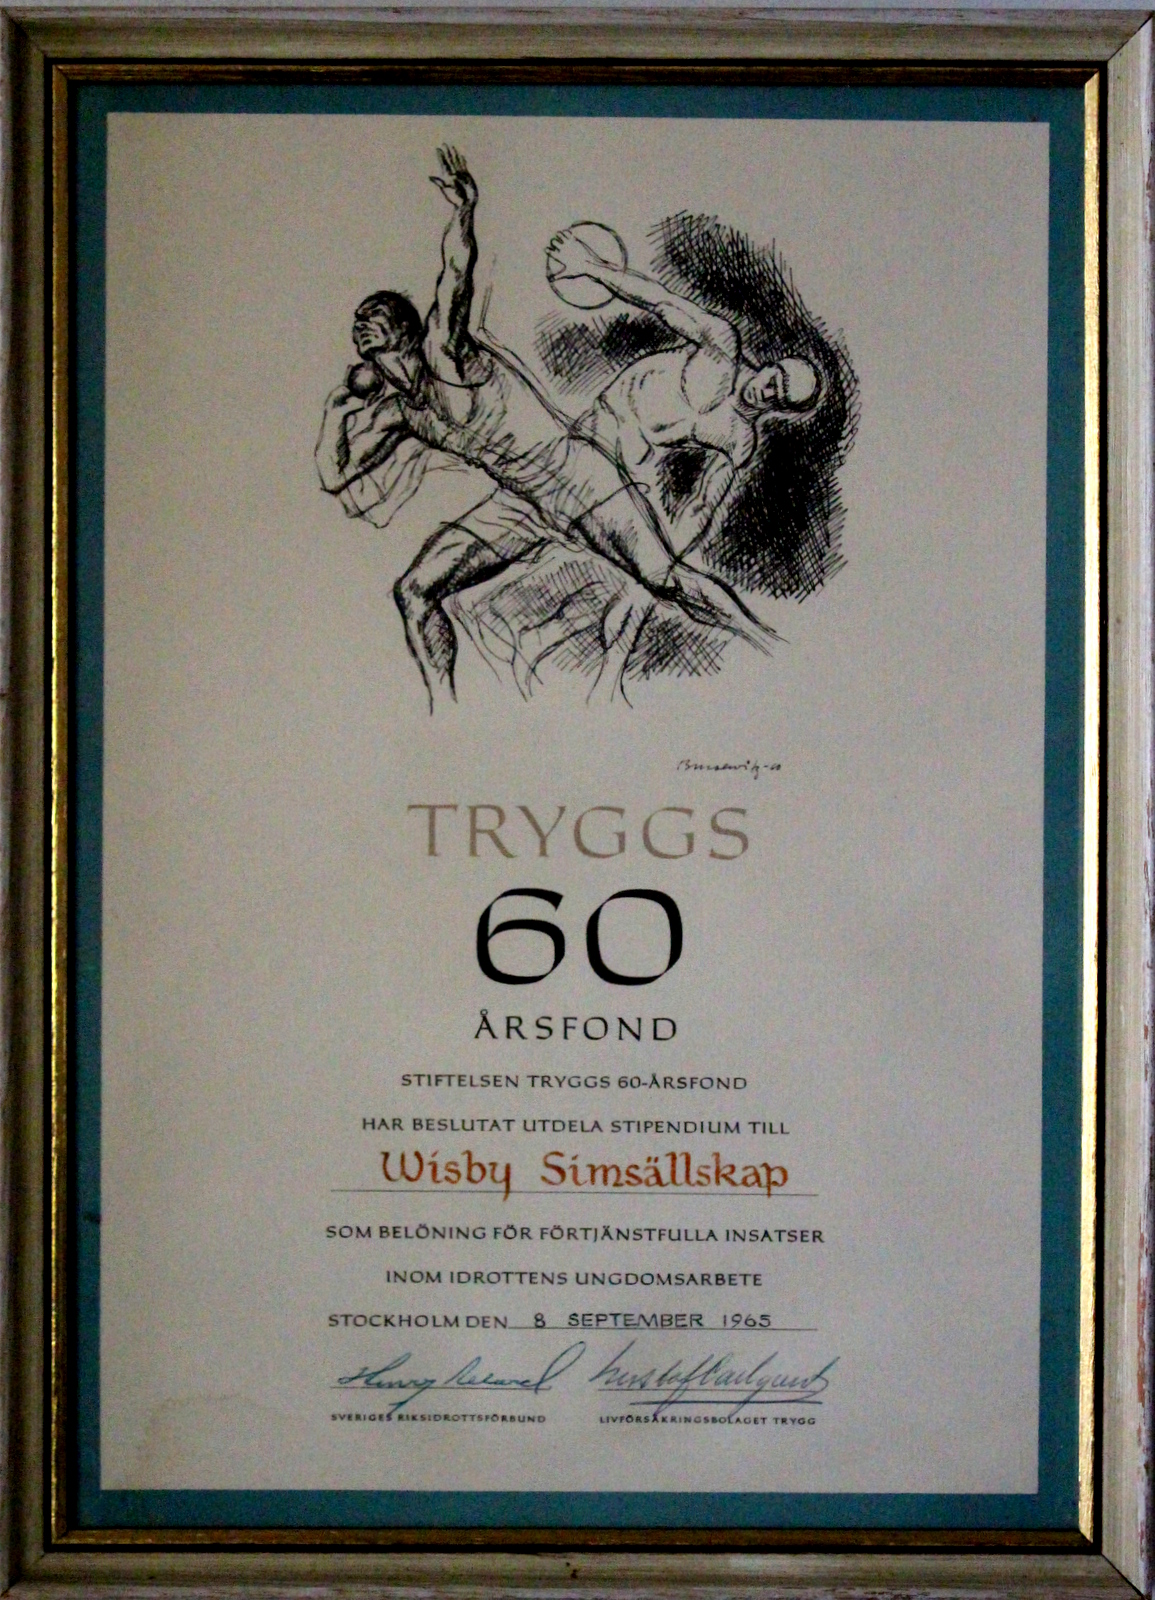 TRYGGS
60
ÅRSFOND
STIFTELSEN TRYGGS 60-ÅRSFOND
HAR BESLUTAT UTDELA STIPENDIUM TILL
Wisby Simsällskap
SOM BELÖNING FÖR FÖRTJÄNSTFULLA INSATSER
INOM IDROTTENS UNGDOMSARBETE
STOCKHOLM DEN 8 SEPTEMBER 1965
SVERIGES RIKSIDROTTSFÖRBUND LIVFÖRSÄKRINGSBOLAGET TRYGG